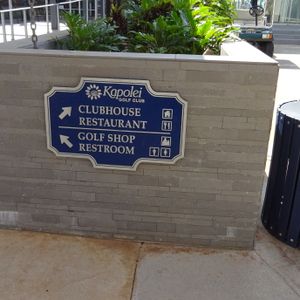 Kapolei
GOLF CLUB
CLUBHOUSE
RESTAURANT
GOLF SHOP
RESTROOM